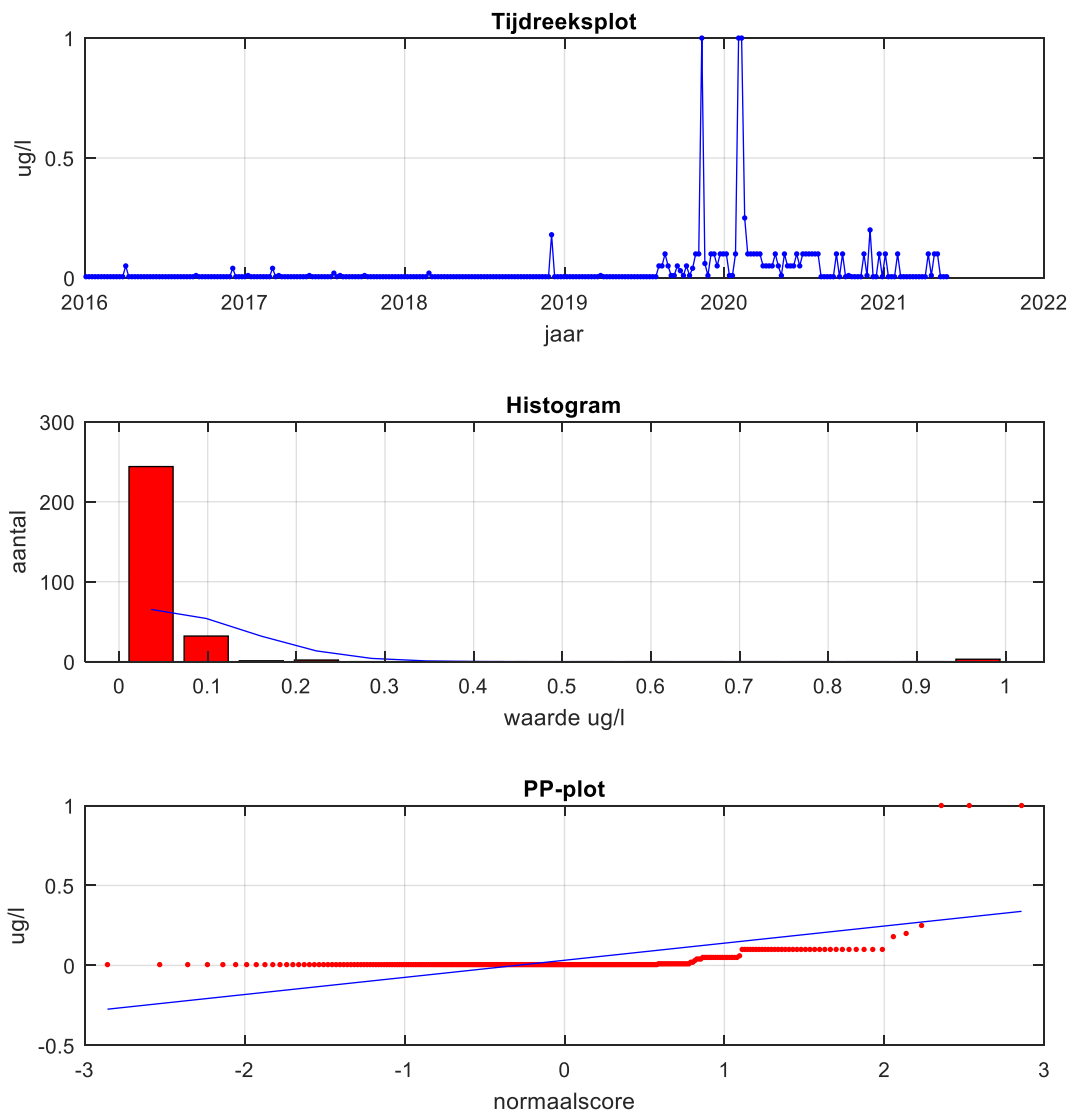 Tijdreeksplot
1
0.5
0
ug/l
2016 2017 2018 2019 2020 2021 2022
jaar
Histogram
300
200
100
0
aantal
0 0.1 0.2 0.3 0.4 0.5 0.6 0.7 0.8 0.9 1
waarde ug/l
PP-plot
1
0.5
0
-0.5
ug/l
-3 -2 -1 0 1 2 3
normaalscore